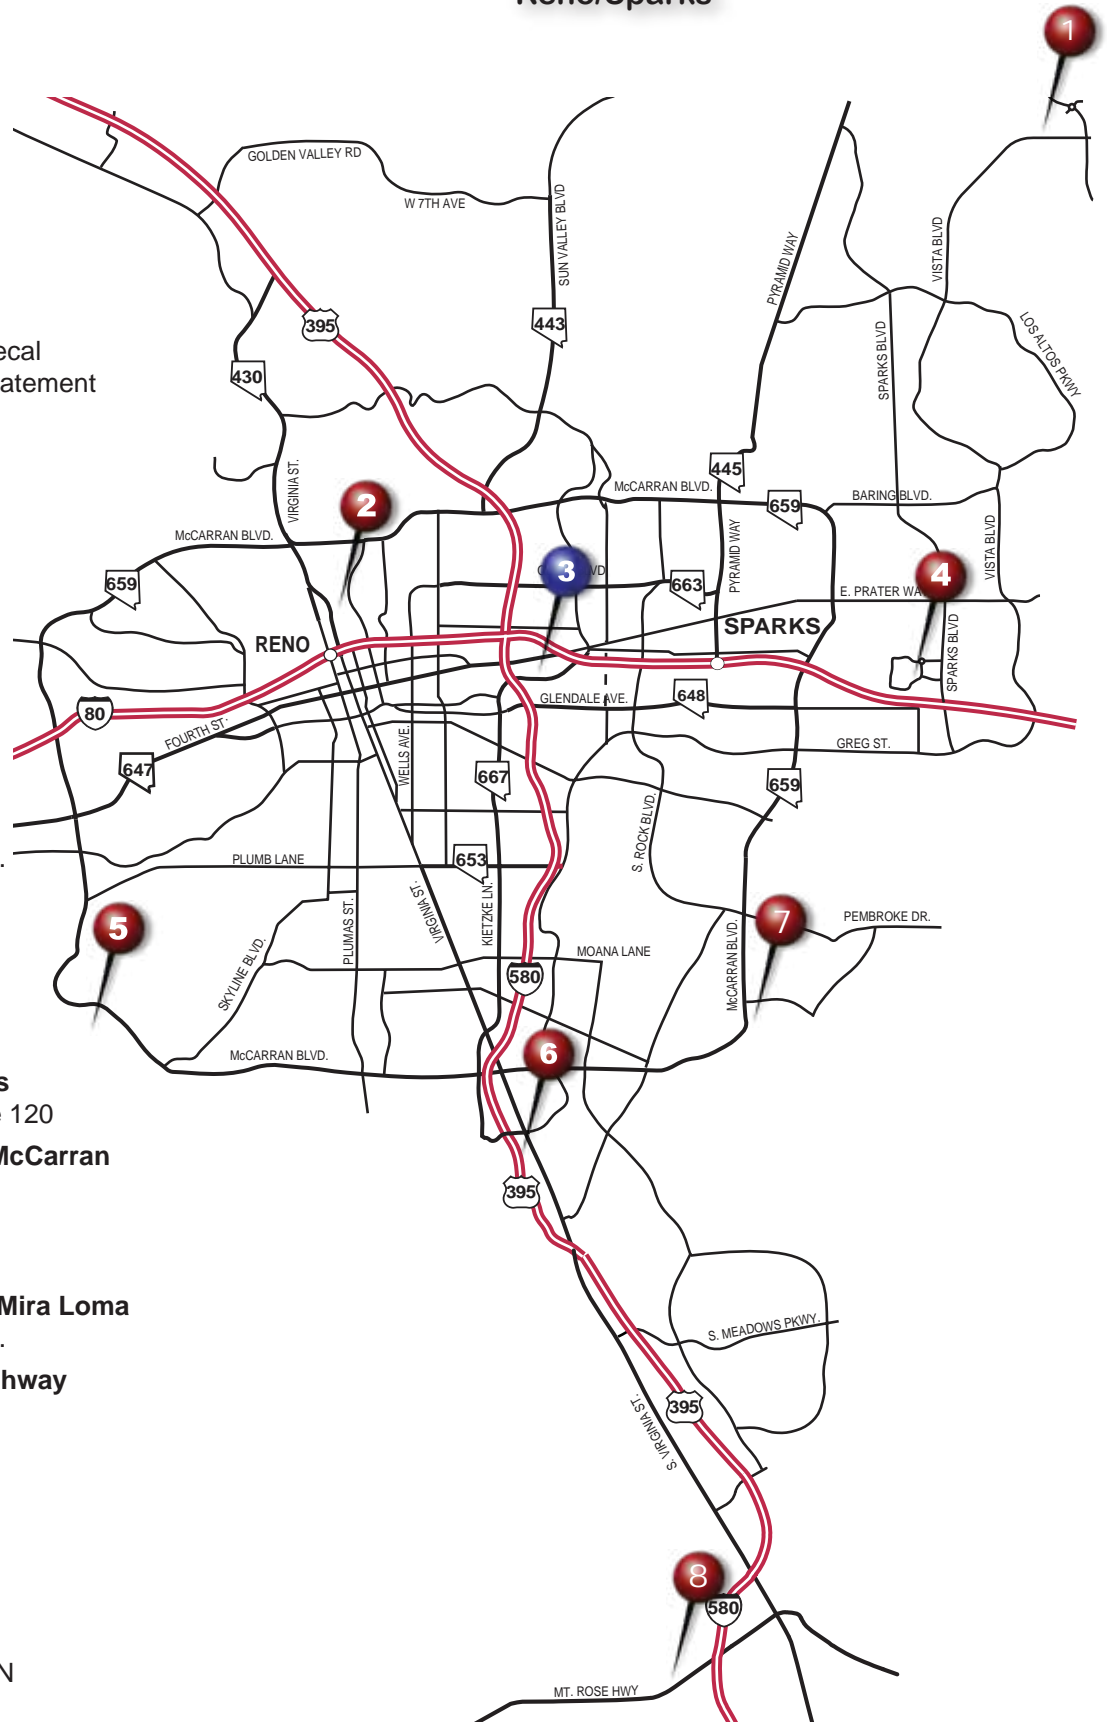 Reno/Sparks
1
GOLDEN VALLEY RD
W 7TH AVE
SUN VALLEY BLVD
PYRAMID WAY
VISTA BLVD
395
443
430
SPARKS BLVD
LOS ALTOS PKWY
ecal
atement
VIRGINIA ST.
2
McCARRAN BLVD.
445
659
BARING BLVD.
McCARRAN BLVD.
PYRAMID WAY
VISTA BLVD
659
3
663
4
E. PRATER WA
RENO
SPARKS
SPARKS BLVD
80
GLENDALE AVE.
648
FOURTH ST.
WELLS AVE.
GREG ST.
647
667
659
S. ROCK BLVD.
PLUMB LANE
653
.
5
PLUMAS ST.
VIRGINIA ST.
KIETZKE LN.
7
PEMBROKE DR.
SKYLINE BLVD.
MOANA LANE
580
McCARRAN BLVD.
McCARRAN BLVD.
6
s
e 120
McCarran
395
Mira Loma
.
S. MEADOWS PKWY.
hway
395
S. VIRGINIA ST.
8
580
N
MT. ROSE HWY